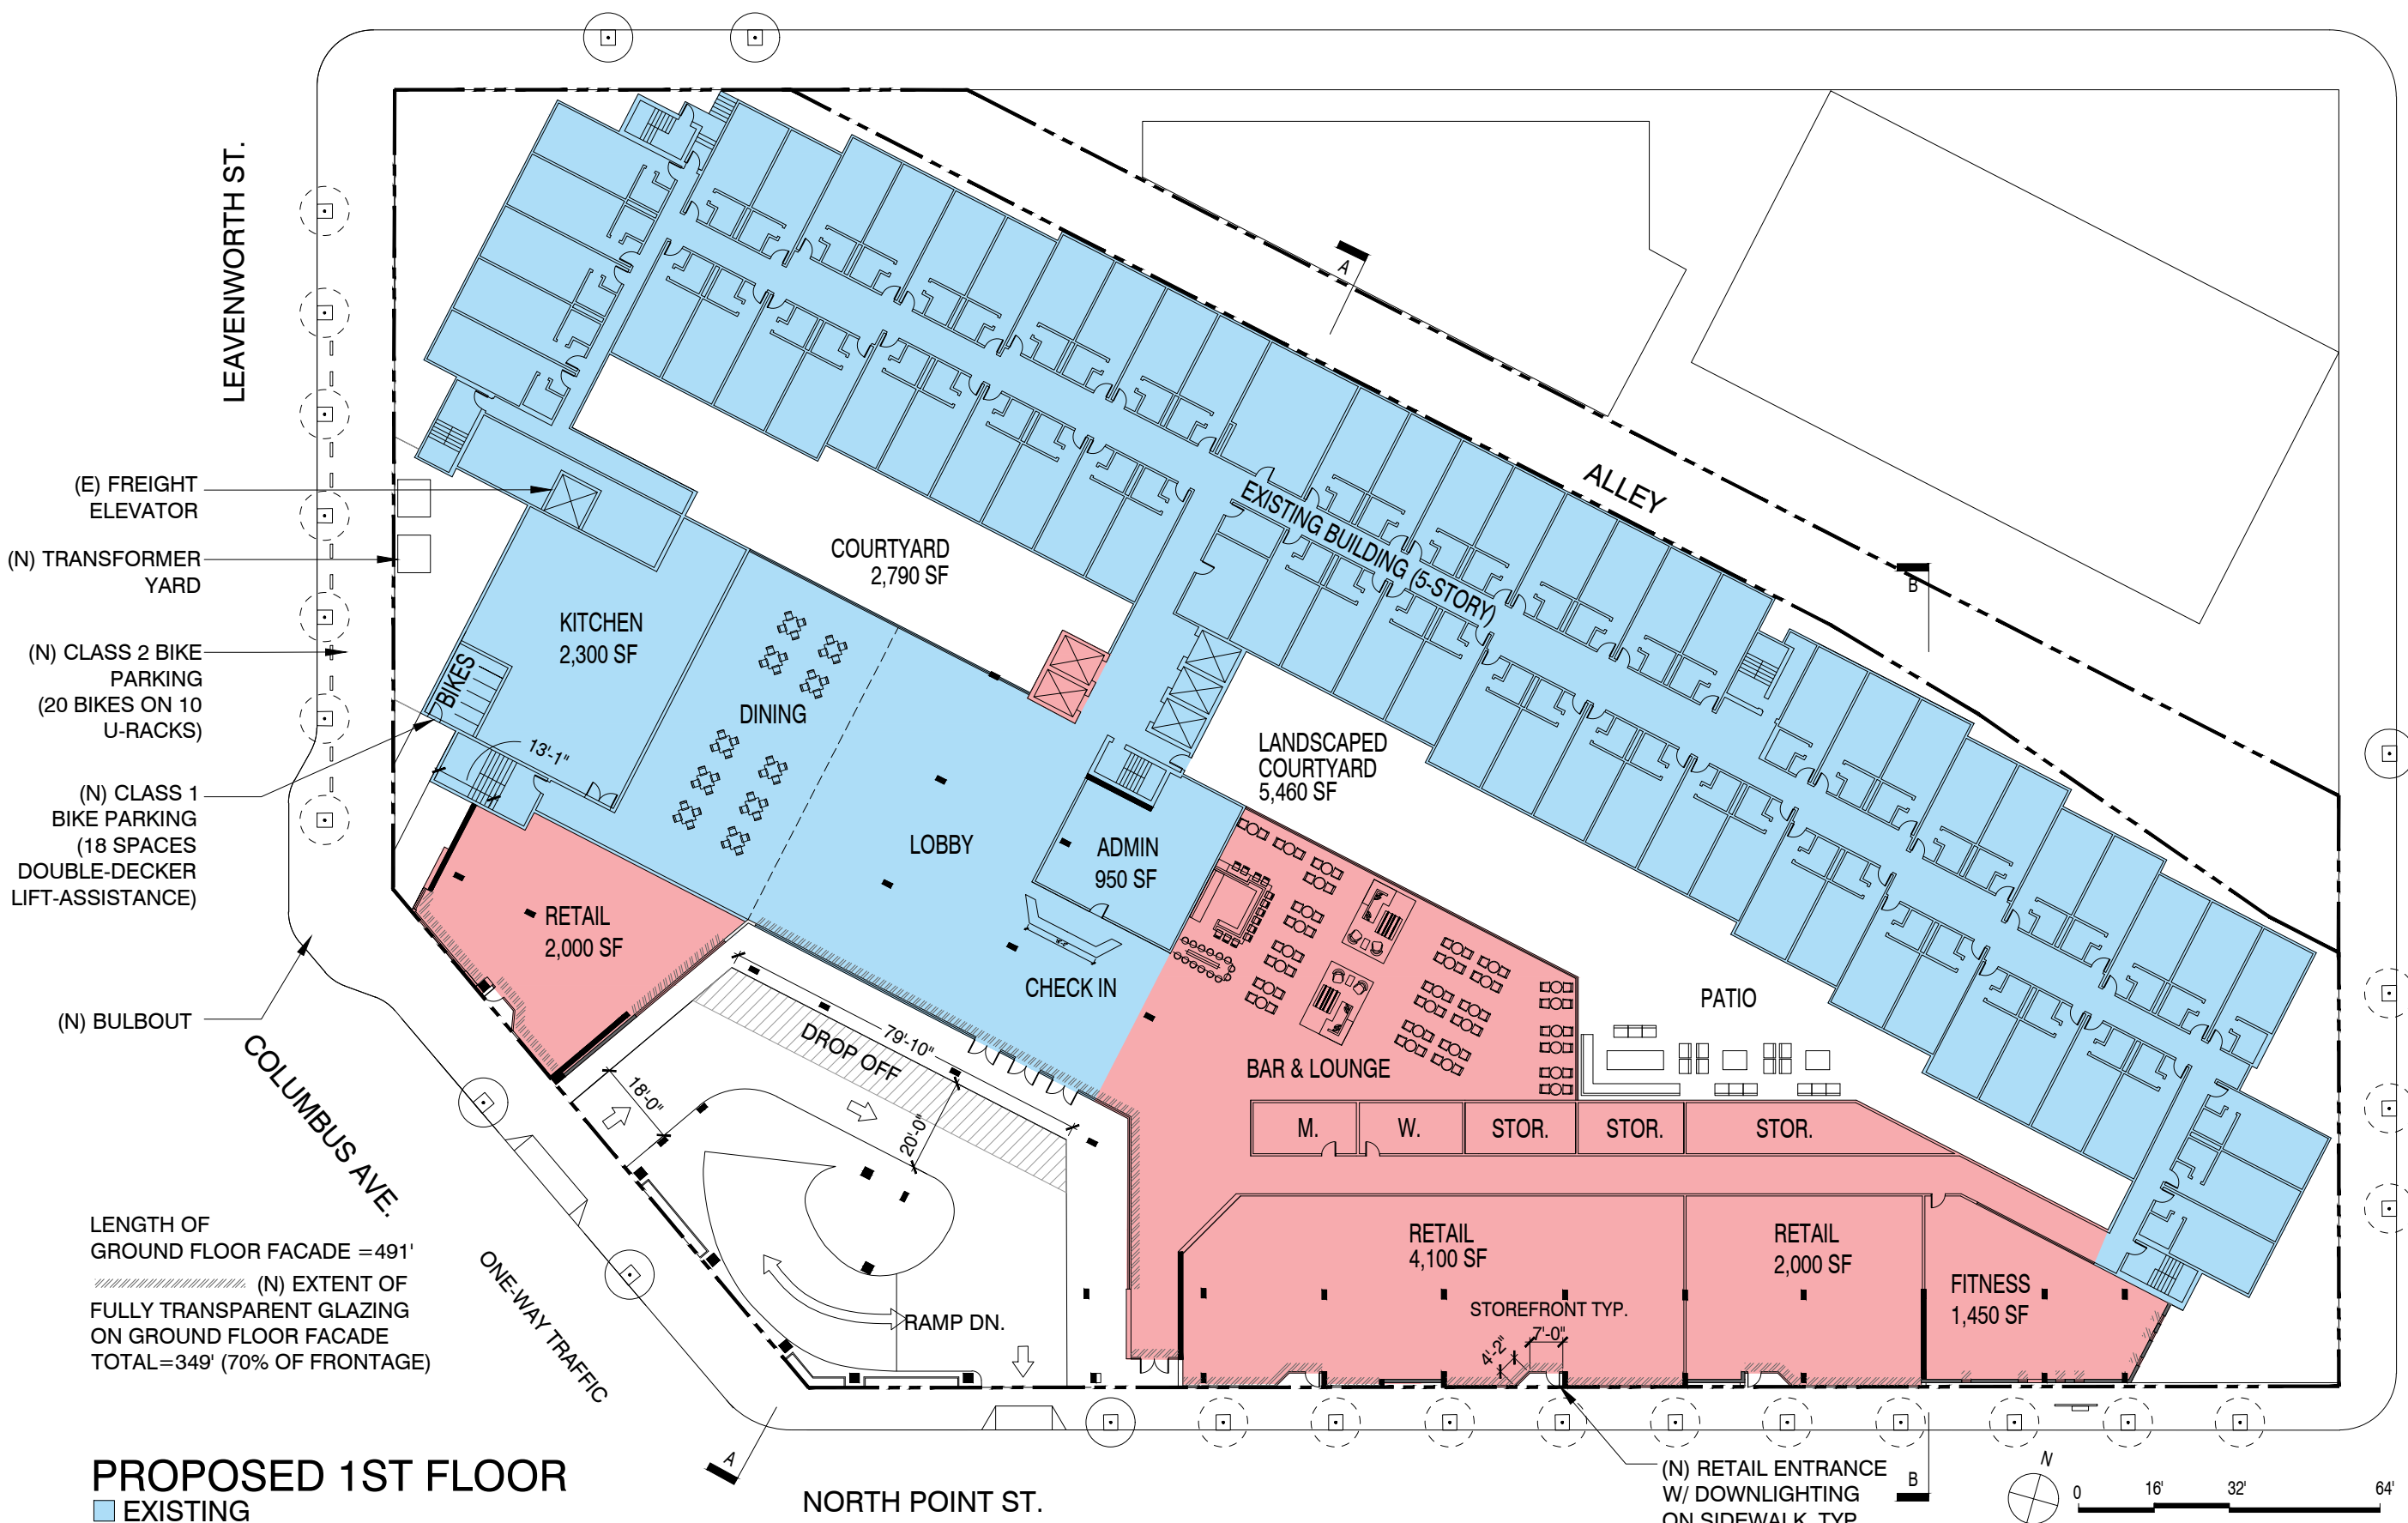 LEAVENWORTH ST.
(E) FREIGHT
ELEVATOR
(N) TRANSFORMER
YARD
(N) CLASS 2 BIKE
PARKING
(20 BIKES ON 10
U-RACKS)
(N) CLASS 1
BIKE PARKING
(18 SPACES
DOUBLE-DECKER
LIFT-ASSISTANCE)
(N) BULBOUT
COLUMBUS AVE.
ONE-WAY TRAFFIC
A
ALLEY
EXISTING BUILDING (5-STORY)
B
COURTYARD
2,790 SF
KITCHEN
2,300 SF
BIKES
13'-1"
DINING
LOBBY
LANDSCAPED
COURTYARD
5,460 SF
ADMIN
950 SF
RETAIL
2,000 SF
CHECK IN
PATIO
BAR & LOUNGE
DROP OFF
79'-10"
18'-0"
20'-0"
M.
W.
STOR.
STOR.
STOR.
RAMP DN.
RETAIL
4,100 SF
RETAIL
2,000 SF
FITNESS
1,450 SF
STOREFRONT TYP.
7'-0"
4'-2"
LENGTH OF
GROUND FLOOR FACADE =491'
(N) EXTENT OF
FULLY TRANSPARENT GLAZING
ON GROUND FLOOR FACADE
TOTAL=349' (70% OF FRONTAGE)
A
PROPOSED 1ST FLOOR
EXISTING
NORTH POINT ST.
(N) RETAIL ENTRANCE
W/ DOWNLIGHTING
ON SIDEWALK, TYP.
B
N
0 16' 32' 64'